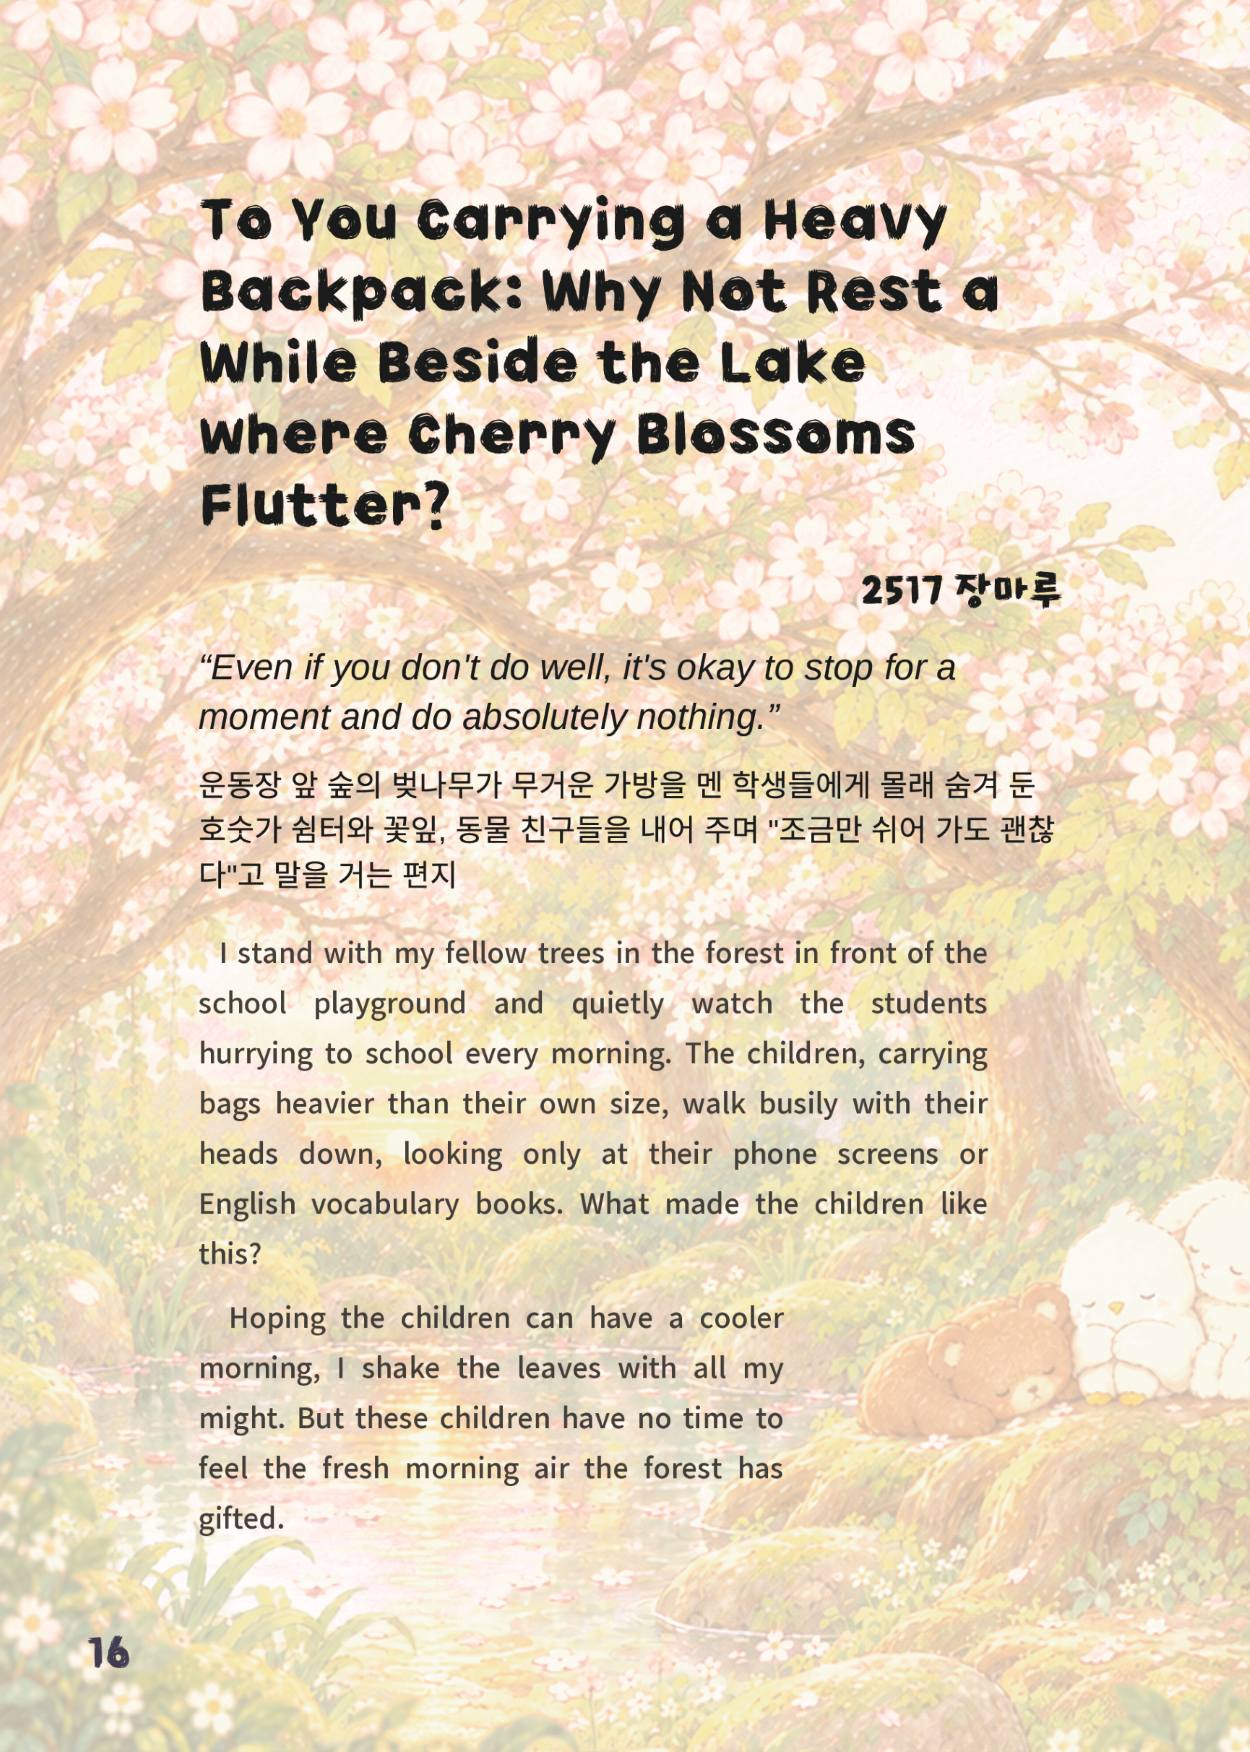 To You Carrying a Heavy
Backpack: Why Not Rest a
While Beside the Lake
where Cherry Blossoms
Flutter?
2517 장마루
“Even if you don't do well, it's okay to stop for a
moment and do absolutely nothing.”
운동장 앞 숲의 벚나무가 무거운 가방을 멘 학생들에게 몰래 숨겨 둔
호숫가 쉼터와 꽃잎, 동물 친구들을 내어 주며 "조금만 쉬어 가도 괜찮
다"고 말을 거는 편지
I stand with my fellow trees in the forest in front of the
school playground and quietly watch the students
hurrying to school every morning. The children, carrying
bags heavier than their own size, walk busily with their
heads down, looking only at their phone screens or
English vocabulary books. What made the children like
this?
Hoping the children can have a cooler
morning, I shake the leaves with all my
might. But these children have no time to
feel the fresh morning air the forest has
gifted.
16